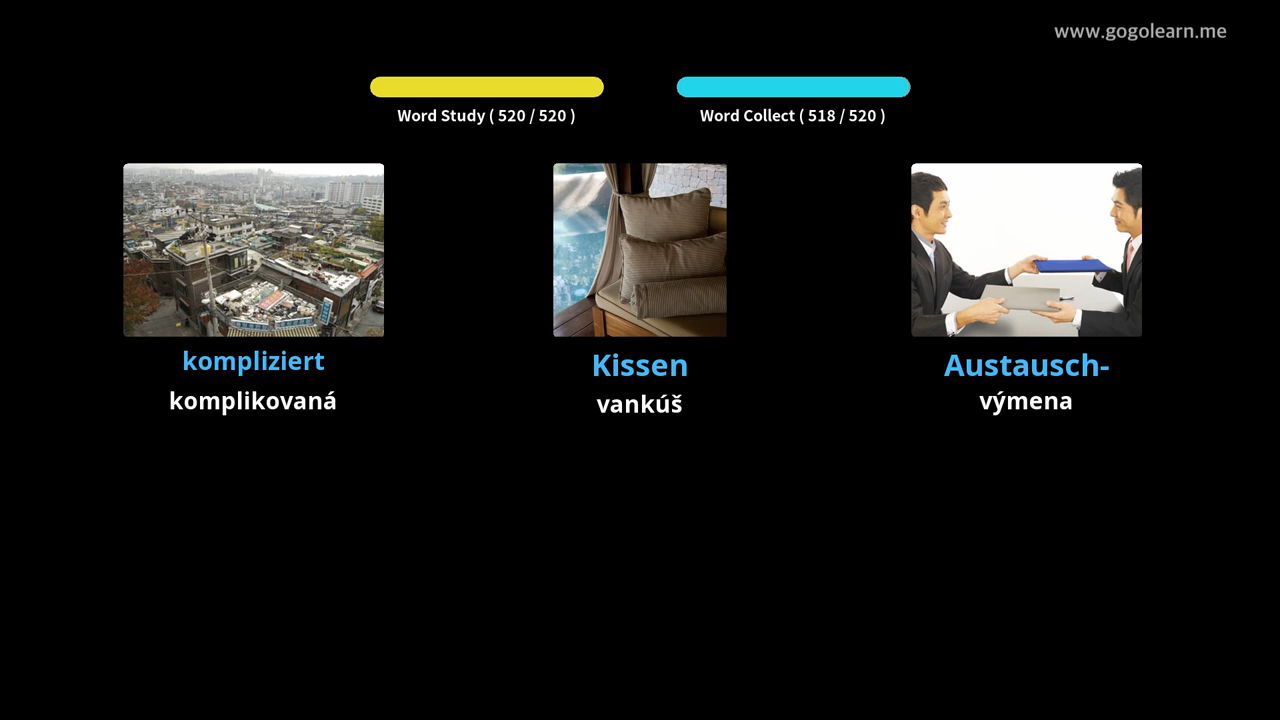 www.gogolearn.me
Word Study ( 520 / 520 )
Word Collect ( 518 / 520 )
kompliziert
komplikovaná
Kissen
vankúš
Austausch-
výmena